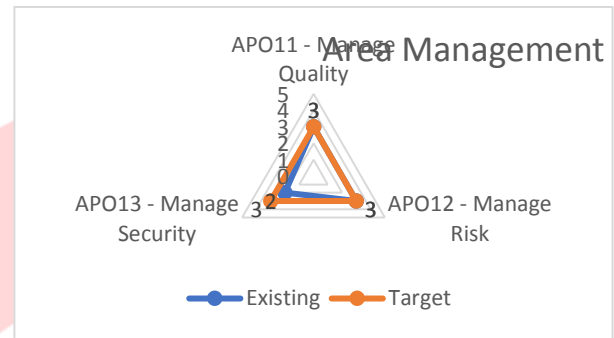 Area Management
APO11 - Manage
Quality
5
4
3
2
1
0
3
3
2
3
APO13 - Manage
Security
APO12 - Manage
Risk
Existing
Target